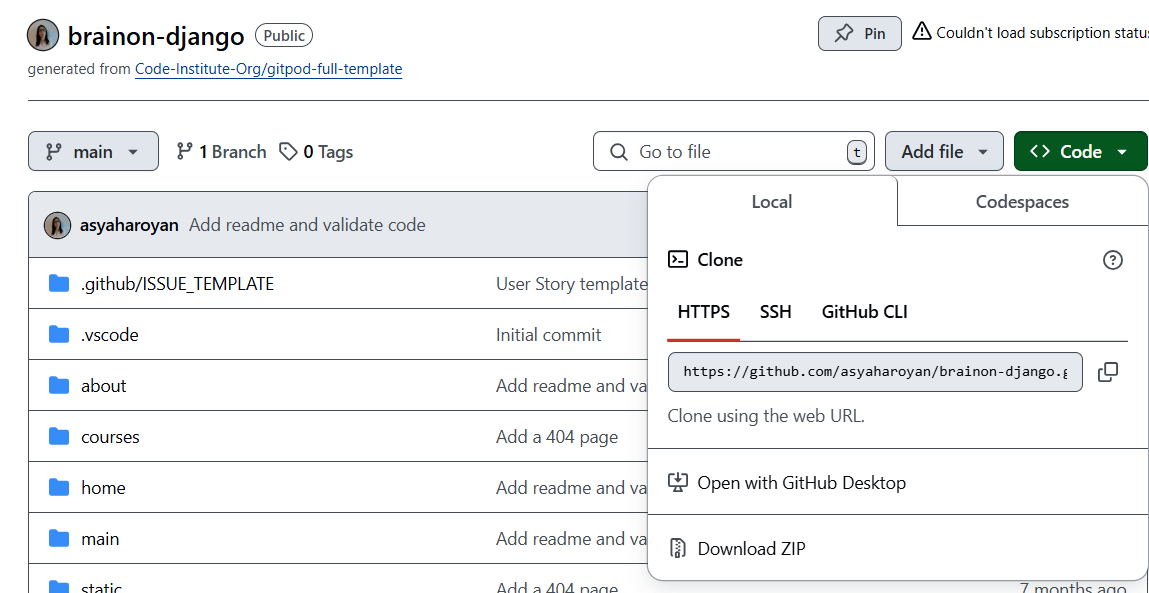 brainon-django Public
Pin
Couldn't load subscription status
generated from Code-Institute-Org/gitpod-full-template
main
1 Branch
0 Tags
Go to file
t
Add file
<> Code
Local
Codespaces
asyaharoyan Add readme and validate code
Clone
.github/ISSUE_TEMPLATE User Story template
HTTPS
SSH
GitHub CLI
.vscode Initial commit
https://github.com/asyaharoyan/brainon-django.g
about Add readme and va
Clone using the web URL.
courses Add a 404 page
home Add readme and va
Open with GitHub Desktop
main Add readme and va
Download ZIP
static Add a 404 page 7 months ago